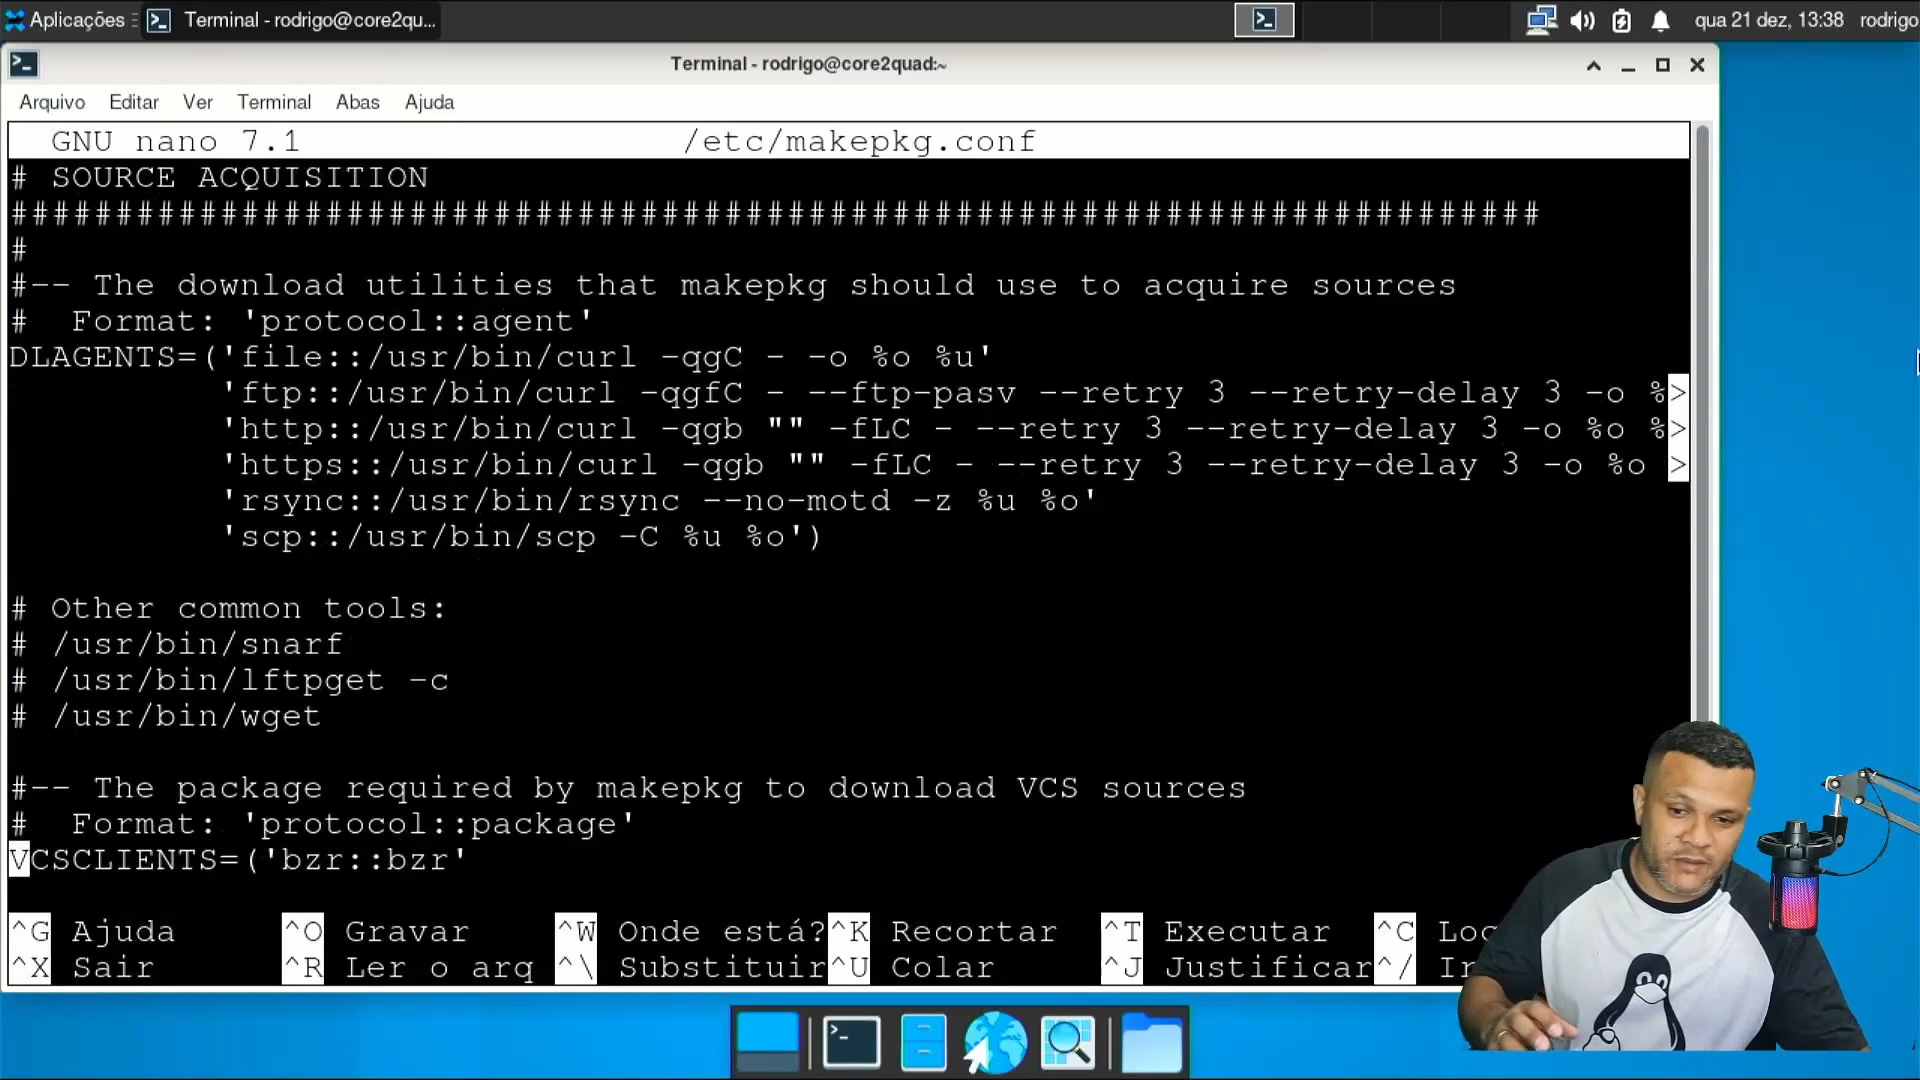 Aplicações
Terminal - rodrigo@core2qu...
qua 21 dez, 13:38
rodrigo
Terminal - rodrigo@core2quad:~
Arquivo Editar Ver Terminal Abas Ajuda
GNU nano 7.1 /etc/makepkg.conf
# SOURCE ACQUISITION
#########################################################################
#
#-- The download utilities that makepkg should use to acquire sources
#  Format: 'protocol::agent'
DLAGENTS=('file::/usr/bin/curl -qgC - -o %o %u'
'ftp::/usr/bin/curl -qgfC - --ftp-pasv --retry 3 --retry-delay 3 -o %>
'http::/usr/bin/curl -qgb "" -fLC - --retry 3 --retry-delay 3 -o %o %>
'https::/usr/bin/curl -qgb "" -fLC - --retry 3 --retry-delay 3 -o %o >
'rsync::/usr/bin/rsync --no-motd -z %u %o'
'scp::/usr/bin/scp -C %u %o')
# Other common tools:
# /usr/bin/snarf
# /usr/bin/lftpget -c
# /usr/bin/wget
#-- The package required by makepkg to download VCS sources
#  Format: 'protocol::package'
VCSCLIENTS=('bzr::bzr'
^G Ajuda ^O Gravar ^W Onde está? ^K Recortar ^T Executar ^C Loc
^X Sair ^R Ler o arq ^\ Substituir ^U Colar ^J Justificar ^/ Ir